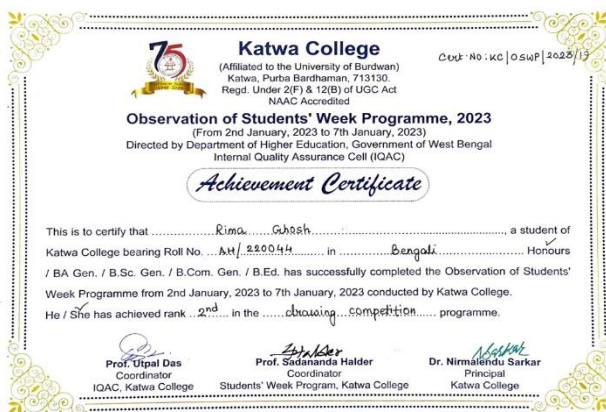 75
Katwa College
(Affiliated to the University of Burdwan)
Katwa, Purba Bardhaman, 713130.
Regd. Under 2(F) & 12(B) of UGC Act
NAAC Accredited
Cert. NO: KC|OSWP|2023/19
Observation of Students' Week Programme, 2023
(From 2nd January, 2023 to 7th January, 2023)
Directed by Department of Higher Education, Government of West Bengal
Internal Quality Assurance Cell (IQAC)
Achievement Certificate
This is to certify that ........ Rima Ghosh ........, a student of
Katwa College bearing Roll No. ... AH/220044 ... in ........ Bengali ........ Honours
/ BA Gen. / B.Sc. Gen. / B.Com. Gen. / B.Ed. has successfully completed the Observation of Students'
Week Programme from 2nd January, 2023 to 7th January, 2023 conducted by Katwa College.
He / She has achieved rank ..2nd.... in the .....drawing competition...... programme.
Prof. Utpal Das
Coordinator
IQAC, Katwa College
Prof. Sadananda Halder
Coordinator
Students' Week Program, Katwa College
Dr. Nirmalendu Sarkar
Principal
Katwa College